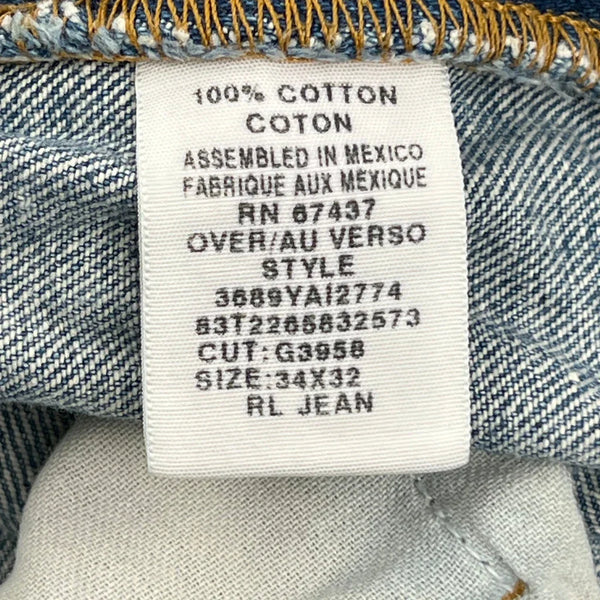 100% COTTON
COTON
ASSEMBLED IN MEXICO
FABRIQUE AUX MEXIQUE
RN 67437
OVER/AU VERSO
STYLE
3689YAI2774
83T2265832573
CUT:G3958
SIZE:34X32
RL JEAN